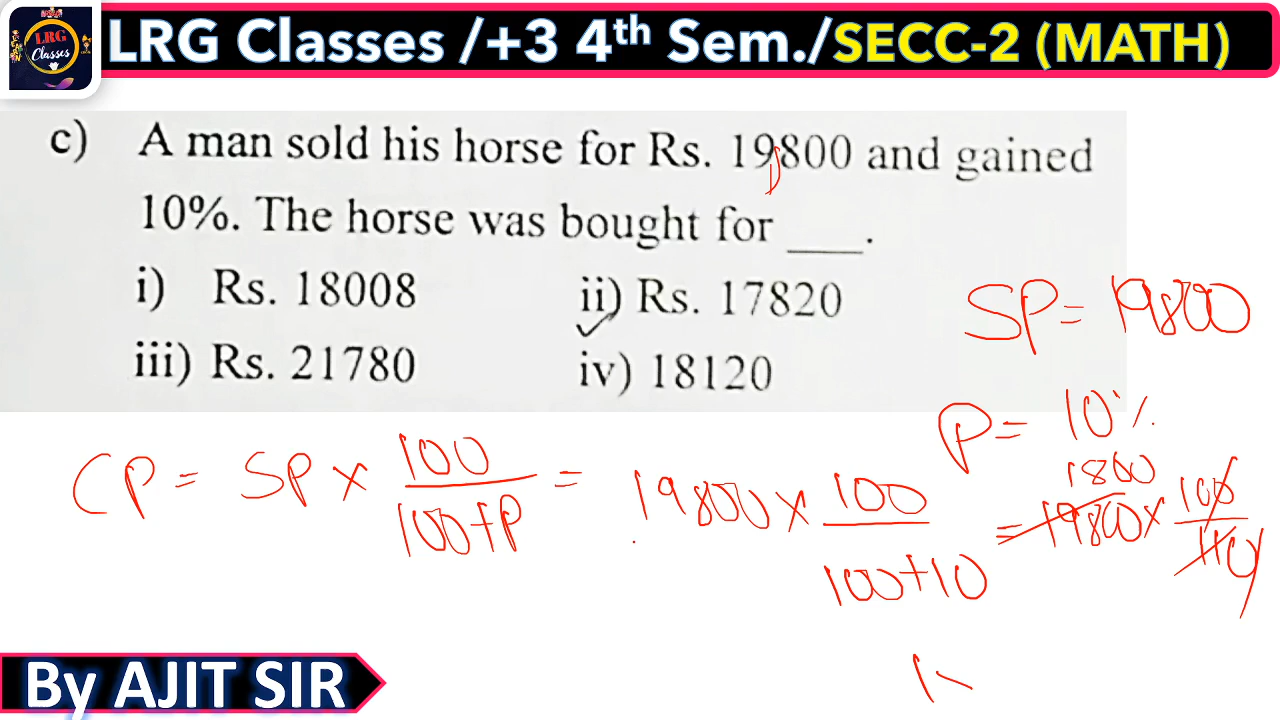 LRG Classes
LRG Classes /+3 4th Sem./SECC-2 (MATH)
c) A man sold his horse for Rs. 19800 and gained
10%. The horse was bought for ___.
i) Rs. 18008 ii) Rs. 17820
iii) Rs. 21780 iv) 18120
SP = 19800
P = 10%
CP = SP × 100/100+P = 19800 × 100/100+10 = 19800 × 100/110
1800
By AJIT SIR